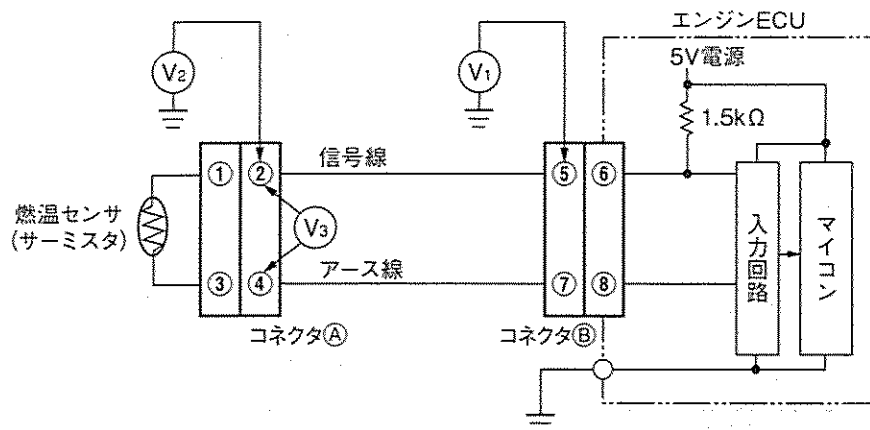 エンジンECU
5V電源
1.5kΩ
V2
V1
信号線
① ② ⑤ ⑥
燃温センサ
(サーミスタ)
V3
アース線
③ ④ ⑦ ⑧
入力回路
マイコン
コネクタⒶ
コネクタⒷ